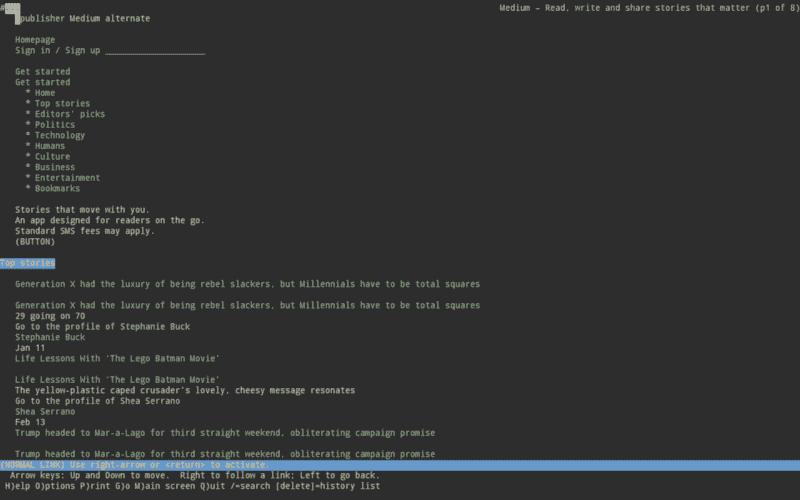 Medium – Read, write and share stories that matter (p1 of 8)
publisher Medium alternate
Homepage
Sign in / Sign up ____________________
Get started
Get started
* Home
* Top stories
* Editors' picks
* Politics
* Technology
* Humans
* Culture
* Business
* Entertainment
* Bookmarks
Stories that move with you.
An app designed for readers on the go.
Standard SMS fees may apply.
(BUTTON)
Top stories
Generation X had the luxury of being rebel slackers, but Millennials have to be total squares
Generation X had the luxury of being rebel slackers, but Millennials have to be total squares
29 going on 70
Go to the profile of Stephanie Buck
Stephanie Buck
Jan 11
Life Lessons With 'The Lego Batman Movie'
Life Lessons With 'The Lego Batman Movie'
The yellow-plastic caped crusader's lovely, cheesy message resonates
Go to the profile of Shea Serrano
Shea Serrano
Feb 13
Trump headed to Mar-a-Lago for third straight weekend, obliterating campaign promise
Trump headed to Mar-a-Lago for third straight weekend, obliterating campaign promise
(NORMAL LINK) Use right-arrow or <return> to activate.
Arrow keys: Up and Down to move. Right to follow a link; Left to go back.
H)elp O)ptions P)rint G)o M)ain screen Q)uit /=search [delete]=history list